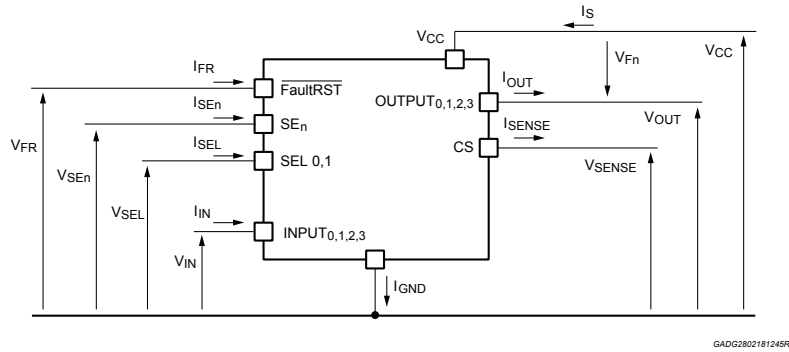 IS
VCC
VFn
VCC
IFR
FaultRST
IOUT
OUTPUT0,1,2,3
ISEn
SEn
ISENSE
VOUT
CS
ISEL
SEL 0,1
VFR
VSEn
VSENSE
VSEL
IIN
INPUT0,1,2,3
VIN
IGND
GADG2802181245R